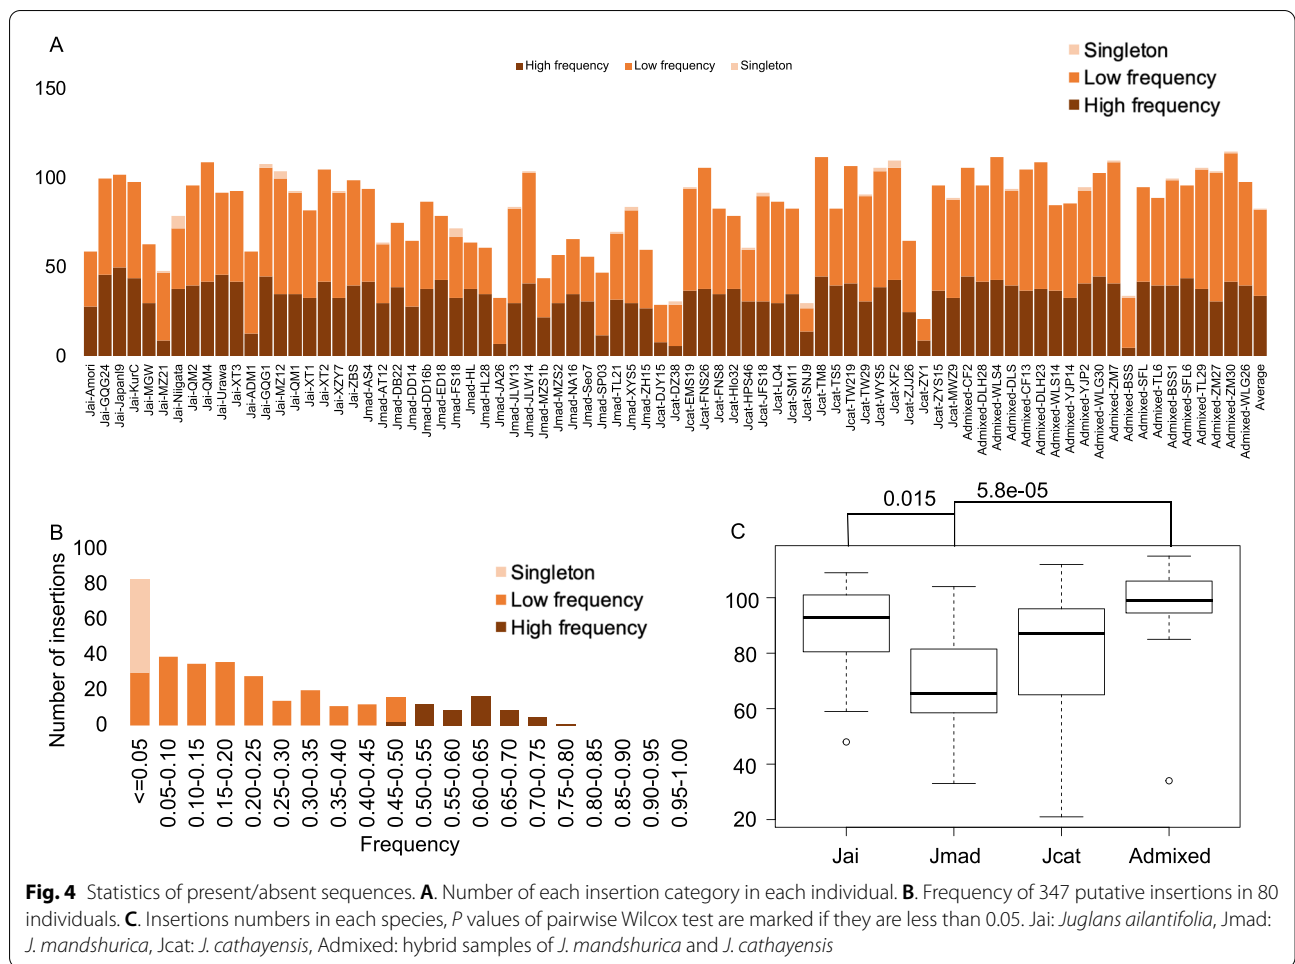 A
High frequency Low frequency Singleton
Singleton
Low frequency
High frequency
150
100
50
0
Jai-Amori
Jai-GQG24
Jai-JapanI9
Jai-KurC
Jai-MGW
Jai-MZ21
Jai-Niigata
Jai-QM2
Jai-QM4
Jai-Urawa
Jai-XT3
Jai-ADM1
Jai-GQG1
Jai-MZ12
Jai-QM1
Jai-XT1
Jai-XT2
Jai-XZY7
Jai-ZBS
Jmad-AS4
Jmad-AT12
Jmad-DB22
Jmad-DD14
Jmad-DD16b
Jmad-ED18
Jmad-FS18
Jmad-HL
Jmad-HL28
Jmad-JA26
Jmad-JLW13
Jmad-JLW14
Jmad-MZS1b
Jmad-MZS2
Jmad-NA16
Jmad-Seo7
Jmad-SP03
Jmad-TL21
Jmad-XYS5
Jmad-ZH15
Jcat-DJY15
Jcat-DZ38
Jcat-EMS19
Jcat-FNS26
Jcat-FNS8
Jcat-Hlo32
Jcat-HPS46
Jcat-JFS18
Jcat-LQ4
Jcat-SM11
Jcat-SNJ9
Jcat-TM8
Jcat-TS5
Jcat-TW219
Jcat-TW29
Jcat-WYS5
Jcat-XF2
Jcat-ZJJ26
Jcat-ZY1
Jcat-ZYS15
Jcat-MWZ9
Admixed-CF2
Admixed-DLH28
Admixed-WLS4
Admixed-DLS
Admixed-CF13
Admixed-DLH23
Admixed-WLS14
Admixed-YJP14
Admixed-YJP2
Admixed-WLG30
Admixed-ZM7
Admixed-BSS
Admixed-SFL
Admixed-TL6
Admixed-BSS1
Admixed-SFL6
Admixed-TL29
Admixed-ZM27
Admixed-ZM30
Admixed-WLG26
Average
B
Number of insertions
100
80
60
40
20
0
Singleton
Low frequency
High frequency
<=0.05
0.05-0.10
0.10-0.15
0.15-0.20
0.20-0.25
0.25-0.30
0.30-0.35
0.35-0.40
0.40-0.45
0.45-0.50
0.50-0.55
0.55-0.60
0.60-0.65
0.65-0.70
0.70-0.75
0.75-0.80
0.80-0.85
0.85-0.90
0.90-0.95
0.95-1.00
Frequency
C
0.015
5.8e-05
100
80
60
40
20
Jai Jmad Jcat Admixed
Fig. 4 Statistics of present/absent sequences. A. Number of each insertion category in each individual. B. Frequency of 347 putative insertions in 80
individuals. C. Insertions numbers in each species, P values of pairwise Wilcox test are marked if they are less than 0.05. Jai: Juglans ailantifolia, Jmad:
J. mandshurica, Jcat: J. cathayensis, Admixed: hybrid samples of J. mandshurica and J. cathayensis